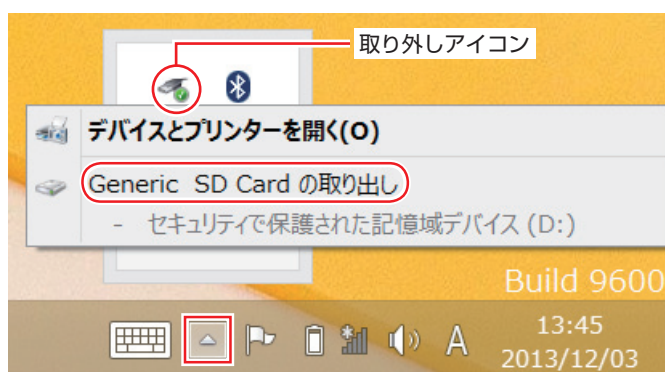 取り外しアイコン
デバイスとプリンターを開く(O)
Generic SD Card の取り出し
- セキュリティで保護された記憶域デバイス (D:)
Build 9600
A
13:45
2013/12/03